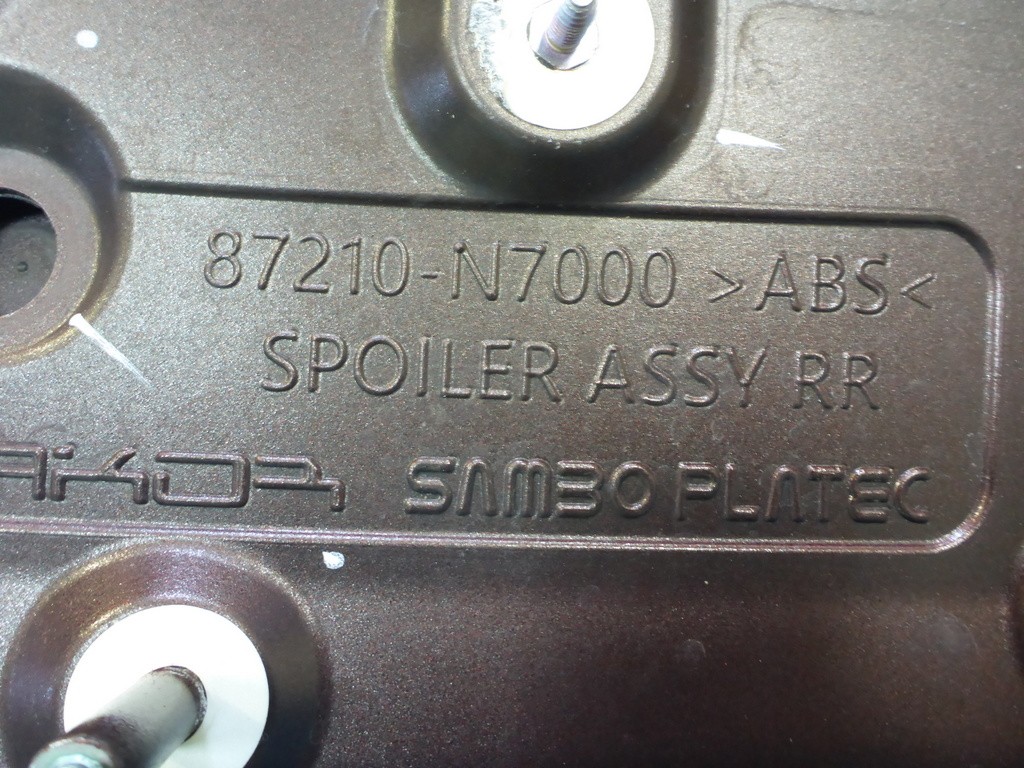 87210-N7000 >ABS<
SPOILER ASSY RR
SAMBO PLATEC